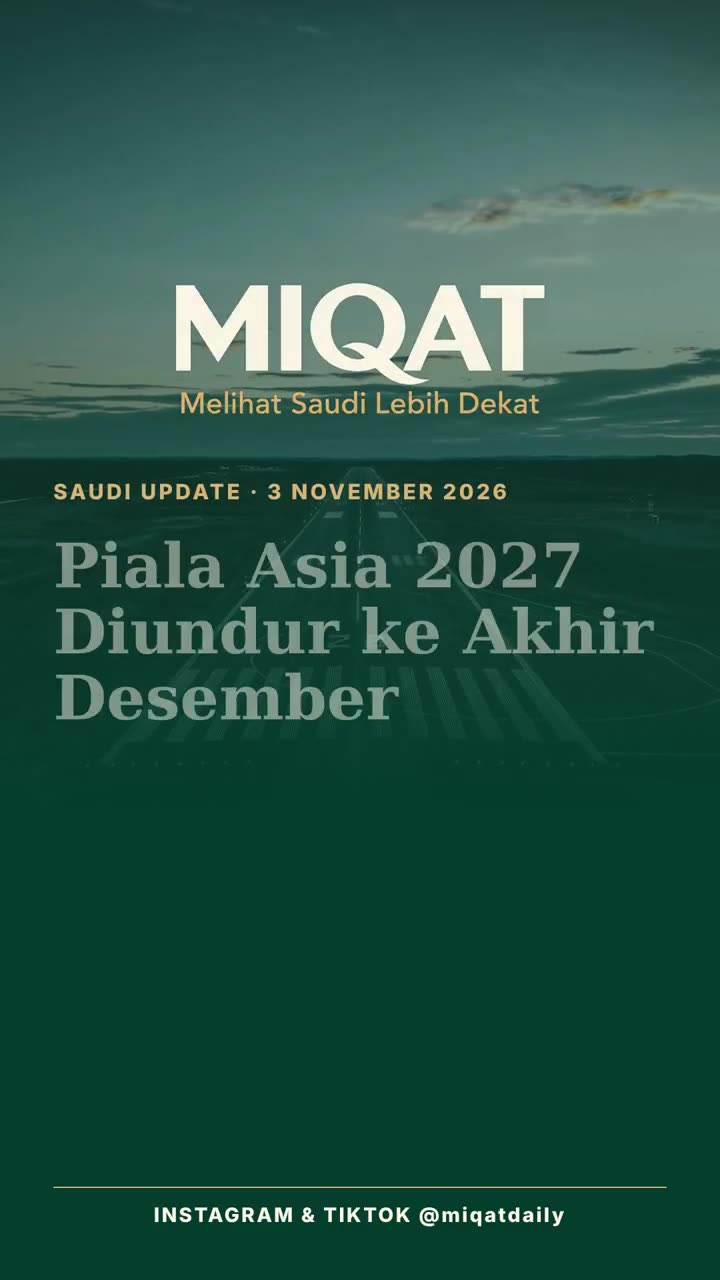 MIQAT
Melihat Saudi Lebih Dekat
SAUDI UPDATE · 3 NOVEMBER 2026
Piala Asia 2027
Diundur ke Akhir
Desember
INSTAGRAM & TIKTOK @miqatdaily